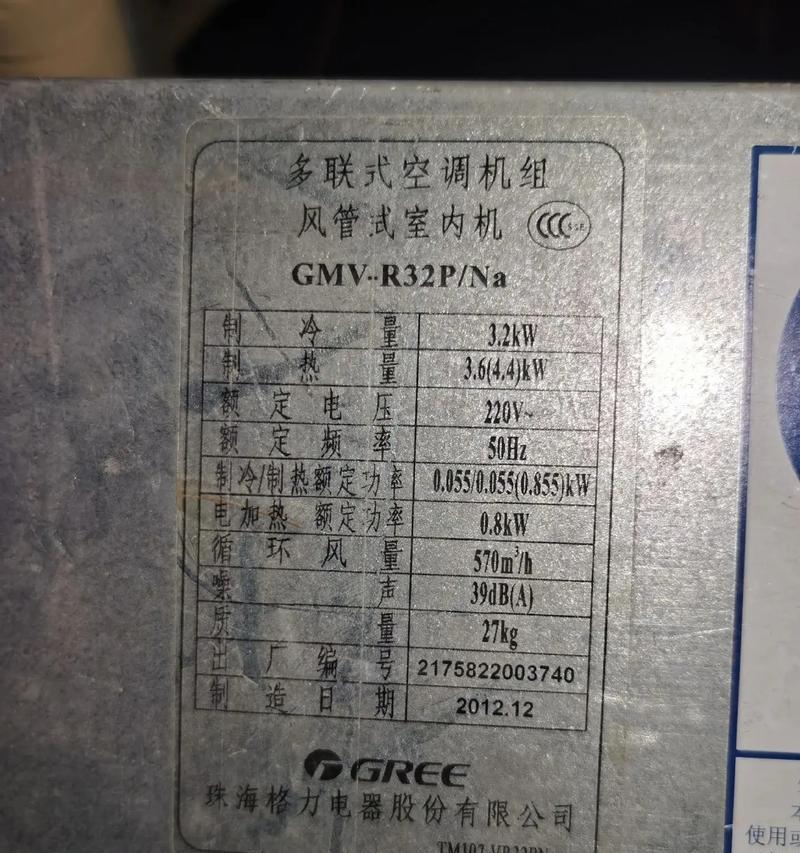 多联式空调机组
风管式室内机 CCC S&E
GMV-R32P/Na
制冷量 3.2kW
制热量 3.6(4.4)kW
额定电压 220V~
额定频率 50Hz
制冷/制热额定功率 0.055/0.055(0.855)kW
电加热额定功率 0.8kW
循环风量 570m³/h
噪声 39dB(A)
质量 27kg
出厂编号 2175822003740
制造日期 2012.12
GREE
珠海格力电器股份有限公司
本
使用或